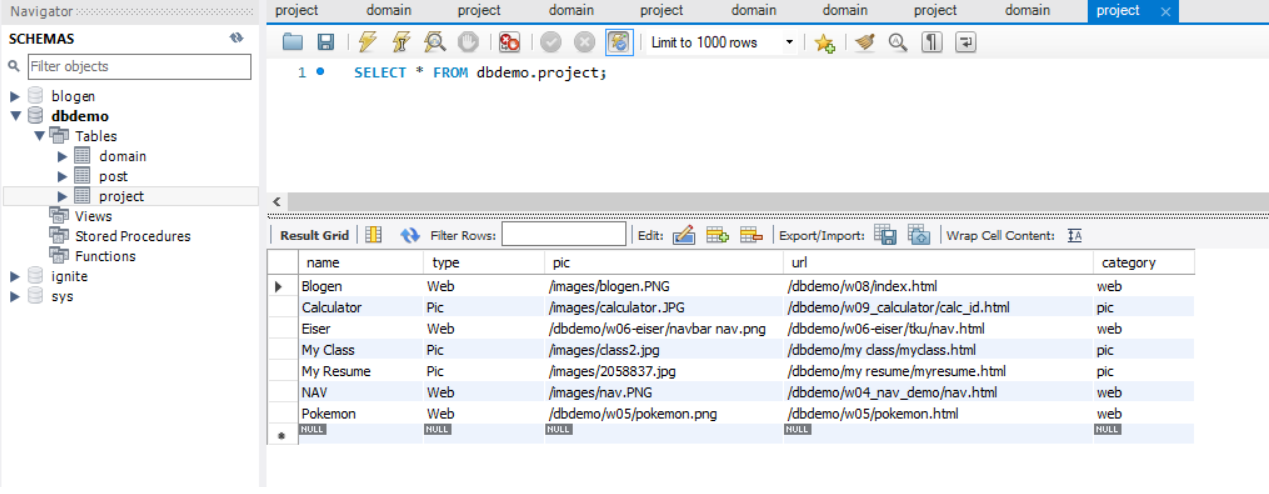 Navigator
project domain project domain project domain domain project domain project
SCHEMAS
Filter objects
blogen
dbdemo
Tables
domain
post
project
Views
Stored Procedures
Functions
ignite
sys
Limit to 1000 rows
1 SELECT * FROM dbdemo.project;
Result Grid Filter Rows: Edit: Export/Import: Wrap Cell Content: IA
name type pic url category
Blogen Web /images/blogen.PNG /dbdemo/w08/index.html web
Calculator Pic /images/calculator.JPG /dbdemo/w09_calculator/calc_id.html pic
Eiser Web /dbdemo/w06-eiser/navbar nav.png /dbdemo/w06-eiser/tku/nav.html web
My Class Pic /images/class2.jpg /dbdemo/my class/myclass.html pic
My Resume Pic /images/2058837.jpg /dbdemo/my resume/myresume.html pic
NAV Web /images/nav.PNG /dbdemo/w04_nav_demo/nav.html web
Pokemon Web /dbdemo/w05/pokemon.png /dbdemo/w05/pokemon.html web
NULL NULL NULL NULL NULL